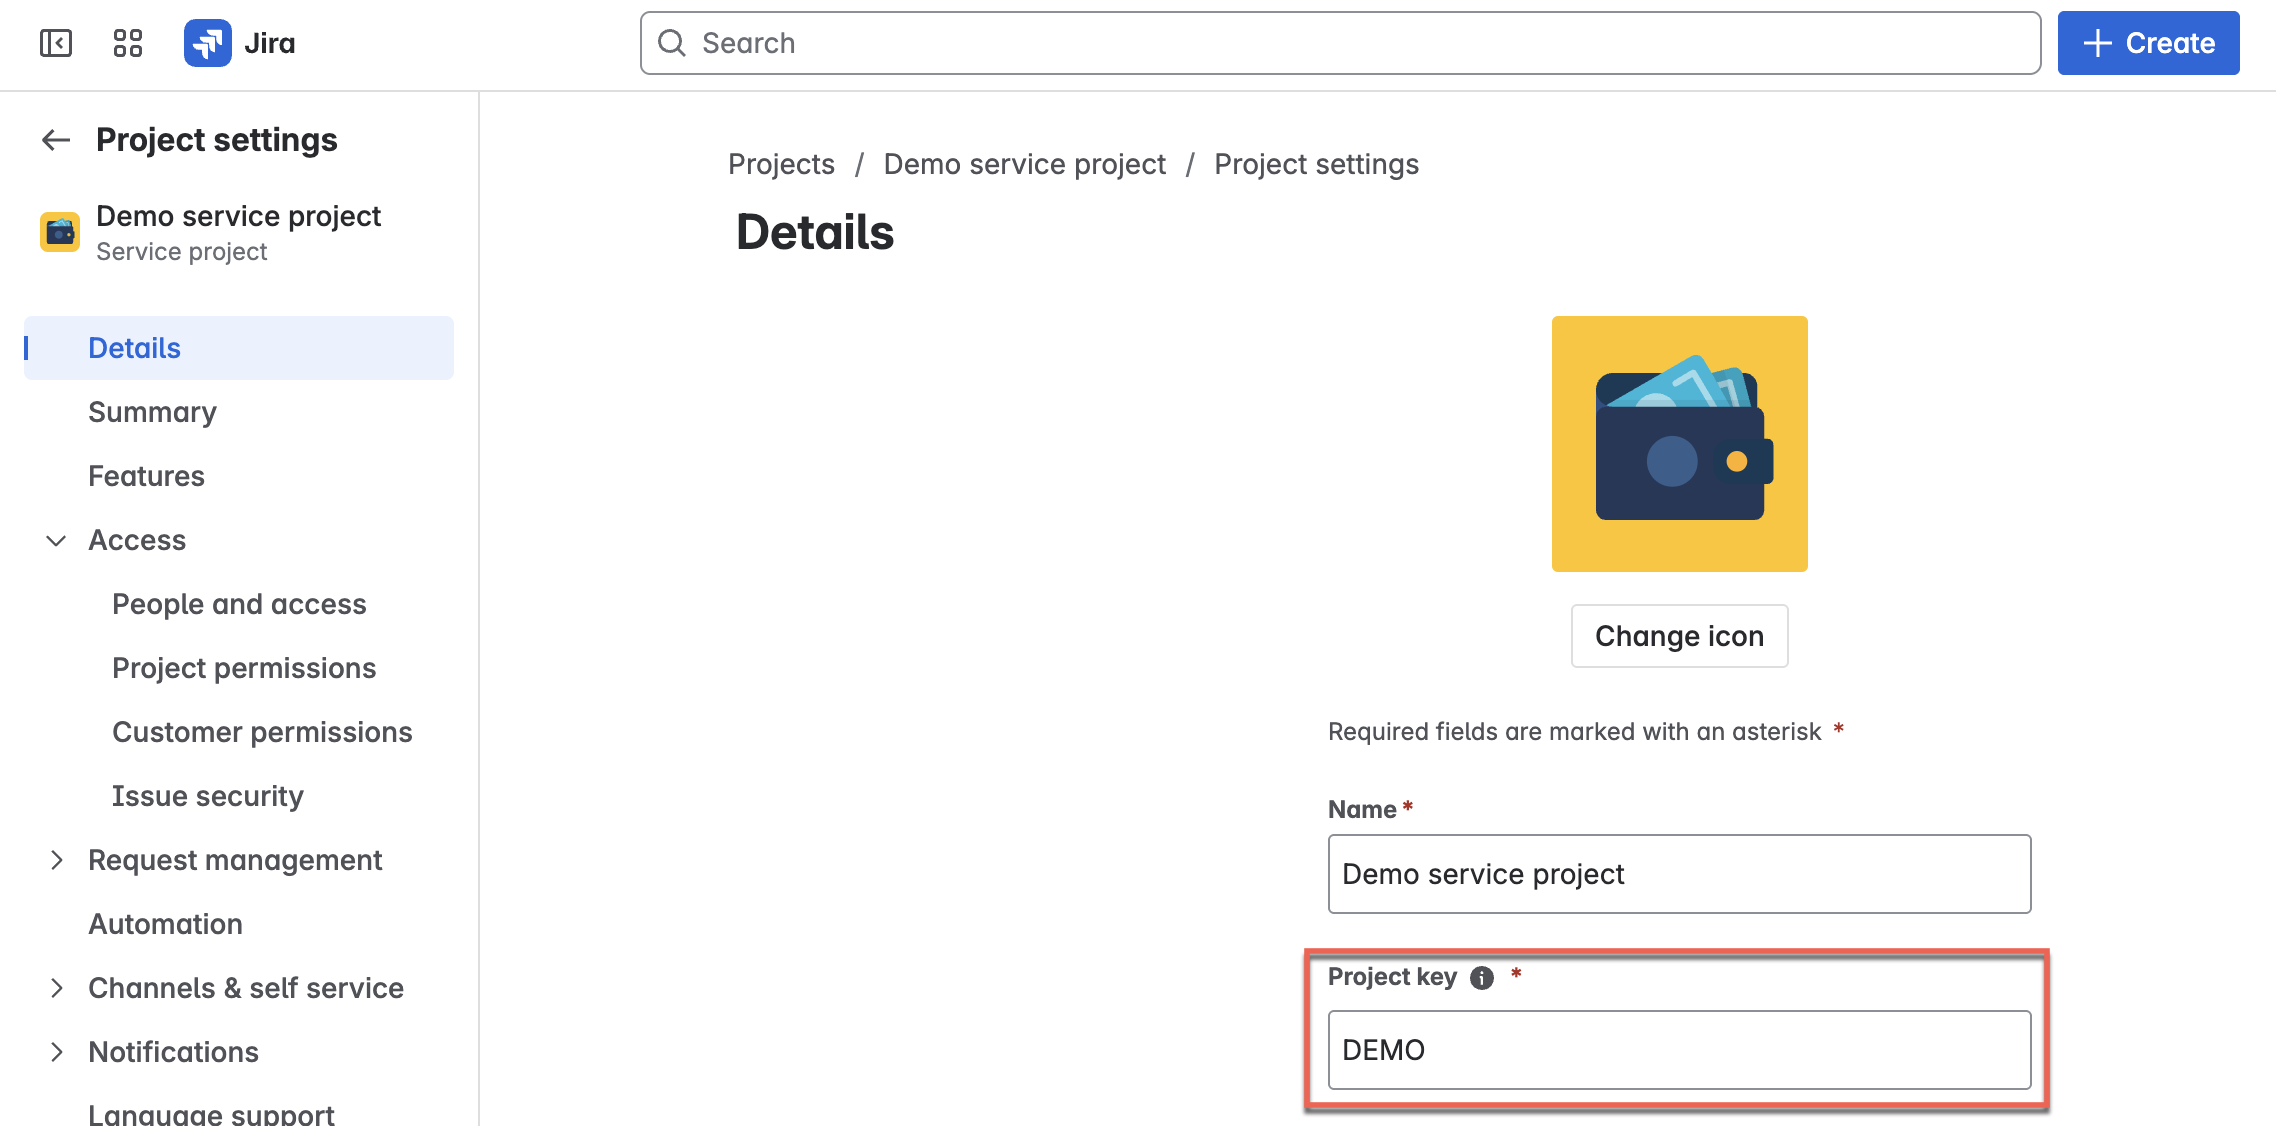 Jira
Search
Create
Project settings
Demo service project
Service project
Details
Summary
Features
Access
People and access
Project permissions
Customer permissions
Issue security
Request management
Automation
Channels & self service
Notifications
Language support
Projects / Demo service project / Project settings
Details
Change icon
Required fields are marked with an asterisk *
Name *
Demo service project
Project key *
DEMO